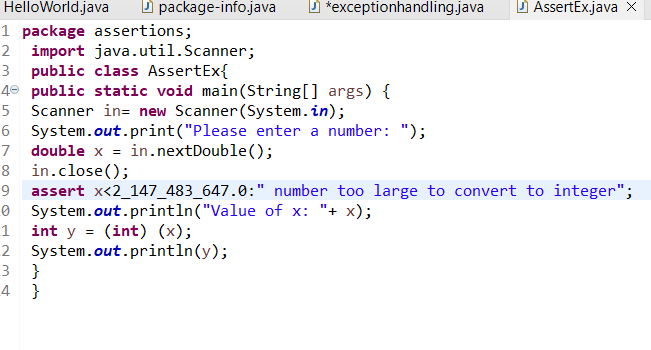 HelloWorld.java package-info.java *exceptionhandling.java AssertEx.java
1 package assertions;
2 import java.util.Scanner;
3 public class AssertEx{
4 public static void main(String[] args) {
5 Scanner in= new Scanner(System.in);
6 System.out.print("Please enter a number: ");
7 double x = in.nextDouble();
8 in.close();
9 assert x<2_147_483_647.0:" number too large to convert to integer";
0 System.out.println("Value of x: "+ x);
1 int y = (int) (x);
2 System.out.println(y);
3 }
4 }